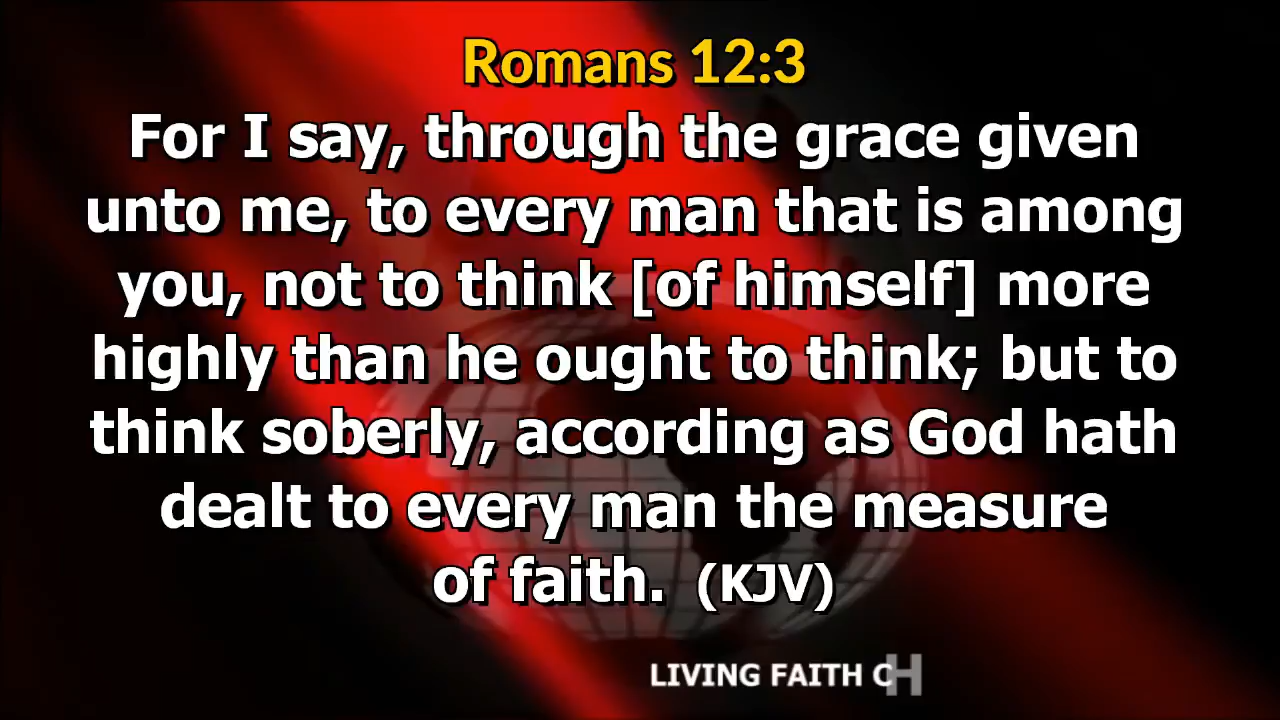 Romans 12:3
For I say, through the grace given
unto me, to every man that is among
you, not to think [of himself] more
highly than he ought to think; but to
think soberly, according as God hath
dealt to every man the measure
of faith. (KJV)
LIVING FAITH CH